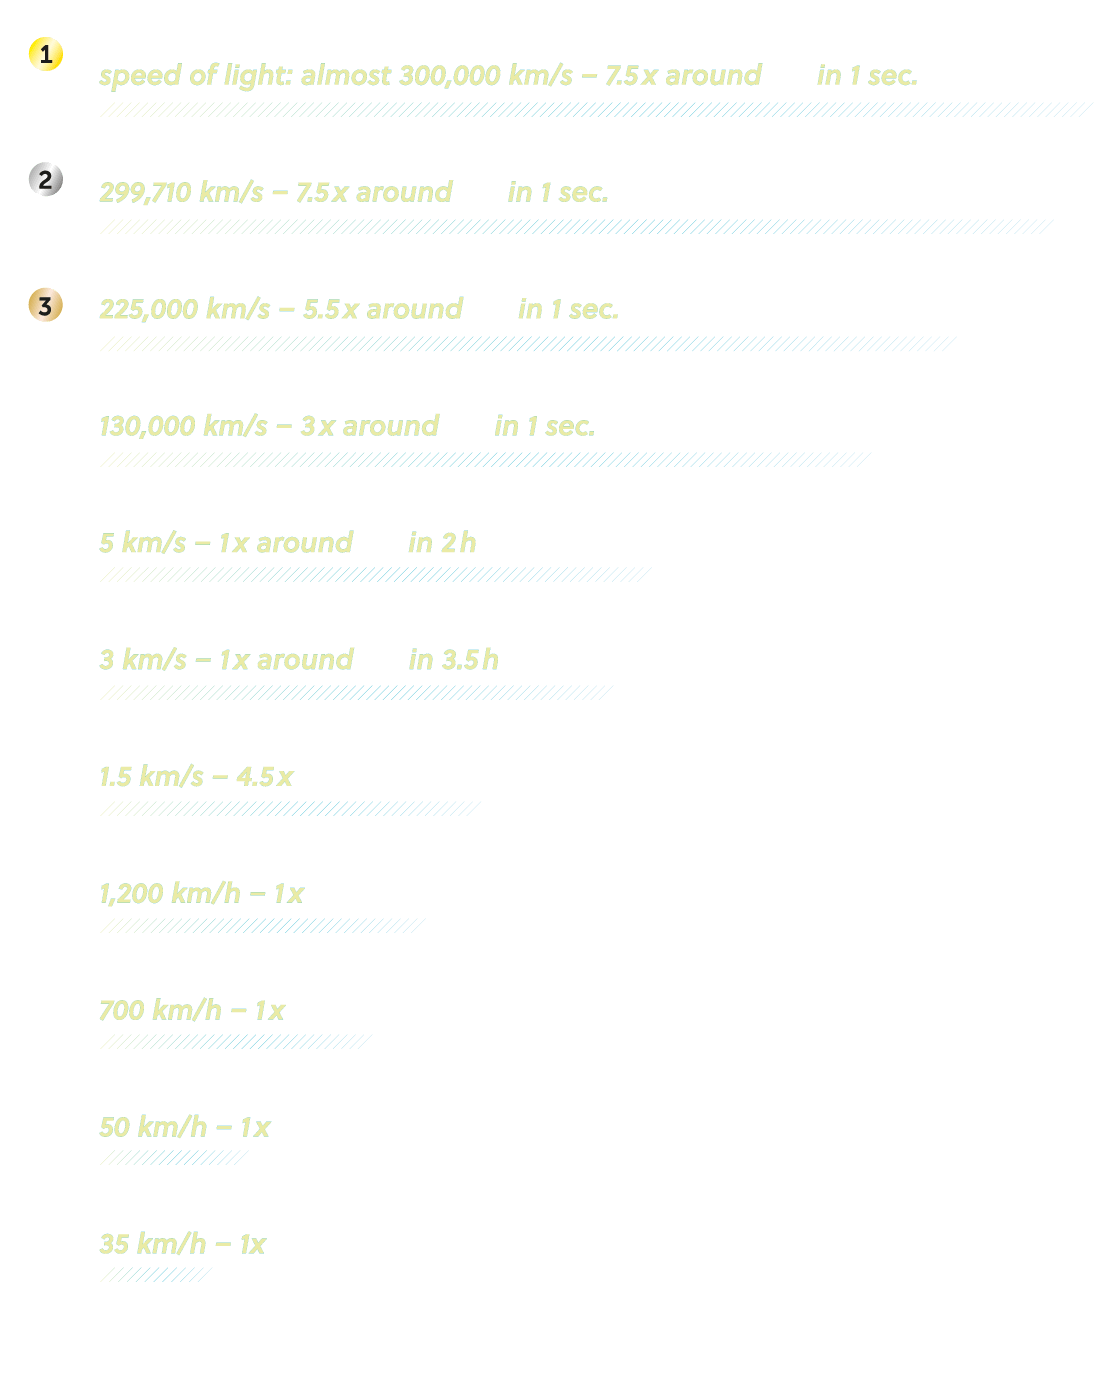 1
speed of light: almost 300,000 km/s – 7.5x around in 1 sec.
2
299,710 km/s – 7.5x around in 1 sec.
3
225,000 km/s – 5.5x around in 1 sec.
130,000 km/s – 3x around in 1 sec.
5 km/s – 1x around in 2h
3 km/s – 1x around in 3.5h
1.5 km/s – 4.5x
1,200 km/h – 1x
700 km/h – 1x
50 km/h – 1x
35 km/h – 1x